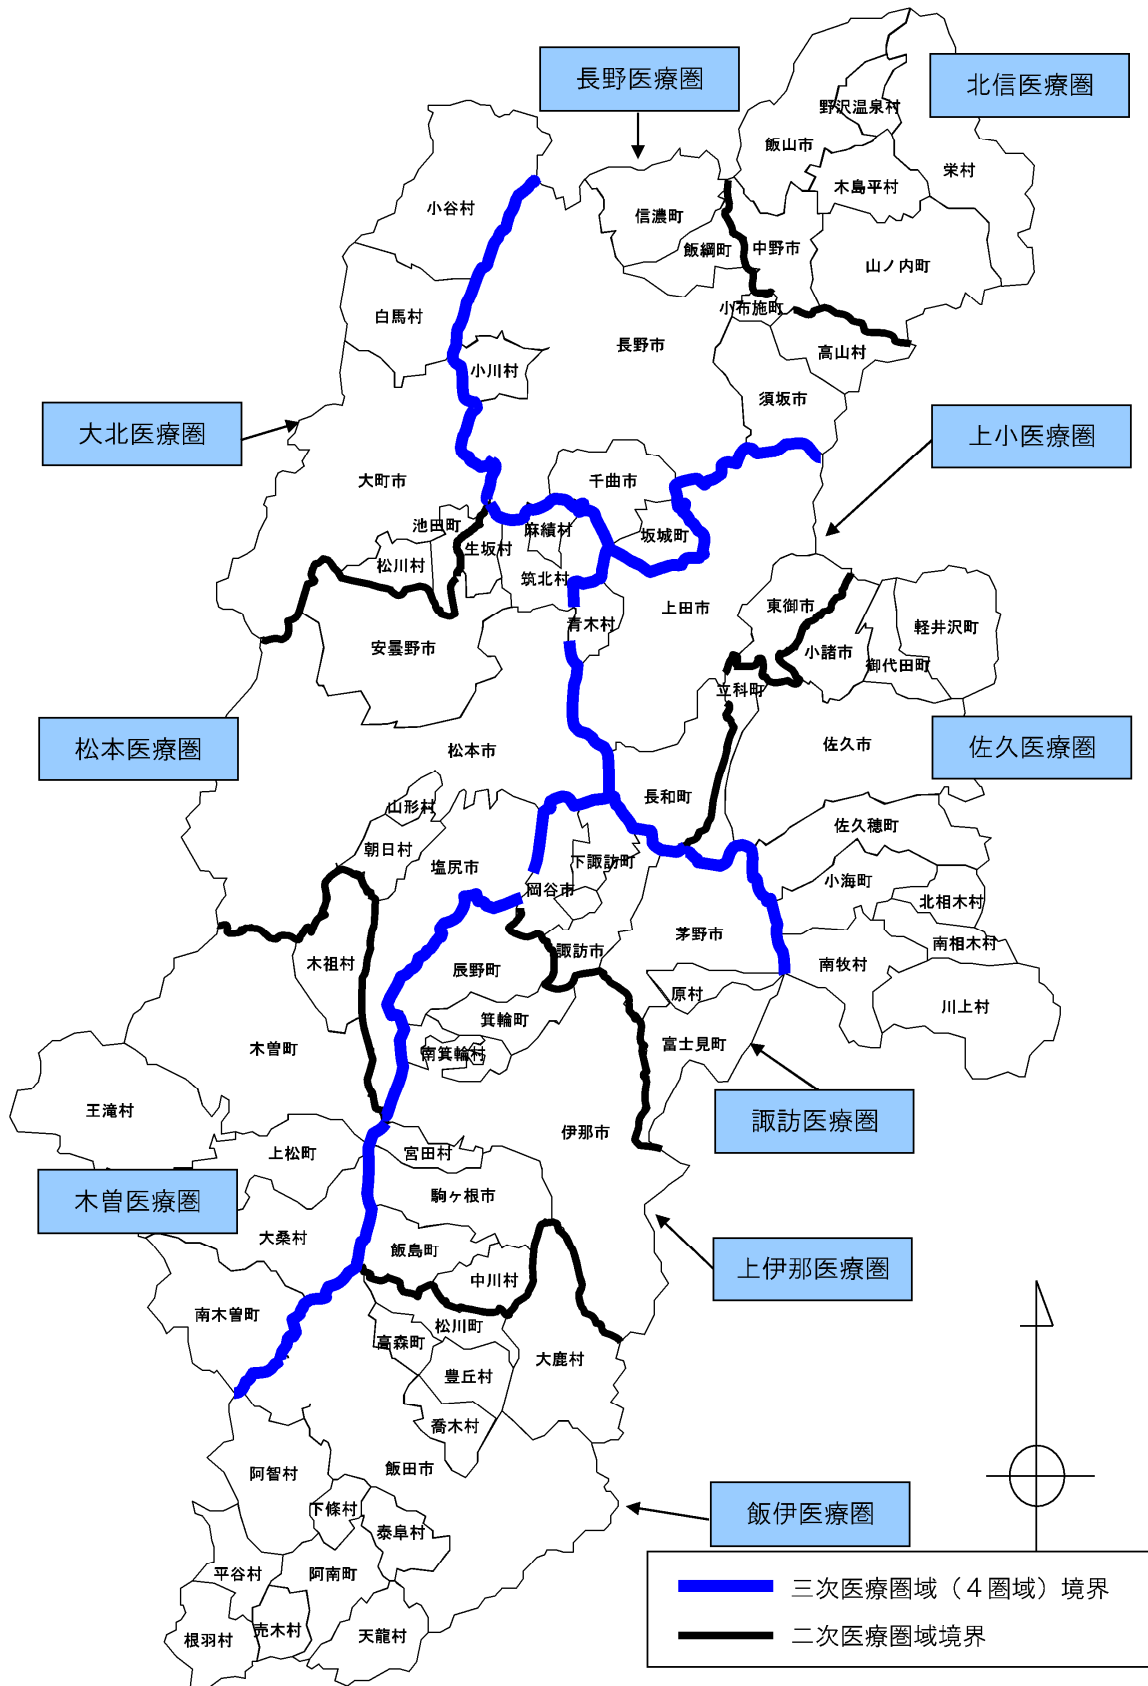 長野医療圏
北信医療圏
野沢温泉村
飯山市
栄村
木島平村
小谷村
信濃町
飯綱町
中野市
山ノ内町
小布施町
白馬村
長野市
高山村
小川村
須坂市
大北医療圏
上小医療圏
大町市
千曲市
池田町
麻績村
坂城町
生坂村
松川村
筑北村
上田市
東御市
青木村
軽井沢町
安曇野市
小諸市
御代田町
立科町
松本医療圏
松本市
佐久市
佐久医療圏
山形村
長和町
佐久穂町
朝日村
塩尻市
下諏訪町
小海町
岡谷市
北相木村
茅野市
南相木村
諏訪市
木祖村
辰野町
南牧村
原村
川上村
箕輪町
木曽町
南箕輪村
富士見町
王滝村
諏訪医療圏
伊那市
上松町
宮田村
木曽医療圏
駒ヶ根市
大桑村
飯島町
上伊那医療圏
中川村
南木曽町
松川町
高森町
大鹿村
豊丘村
喬木村
飯田市
阿智村
下條村
飯伊医療圏
泰阜村
平谷村
阿南町
売木村
天龍村
根羽村
三次医療圏域（４圏域）境界
二次医療圏域境界